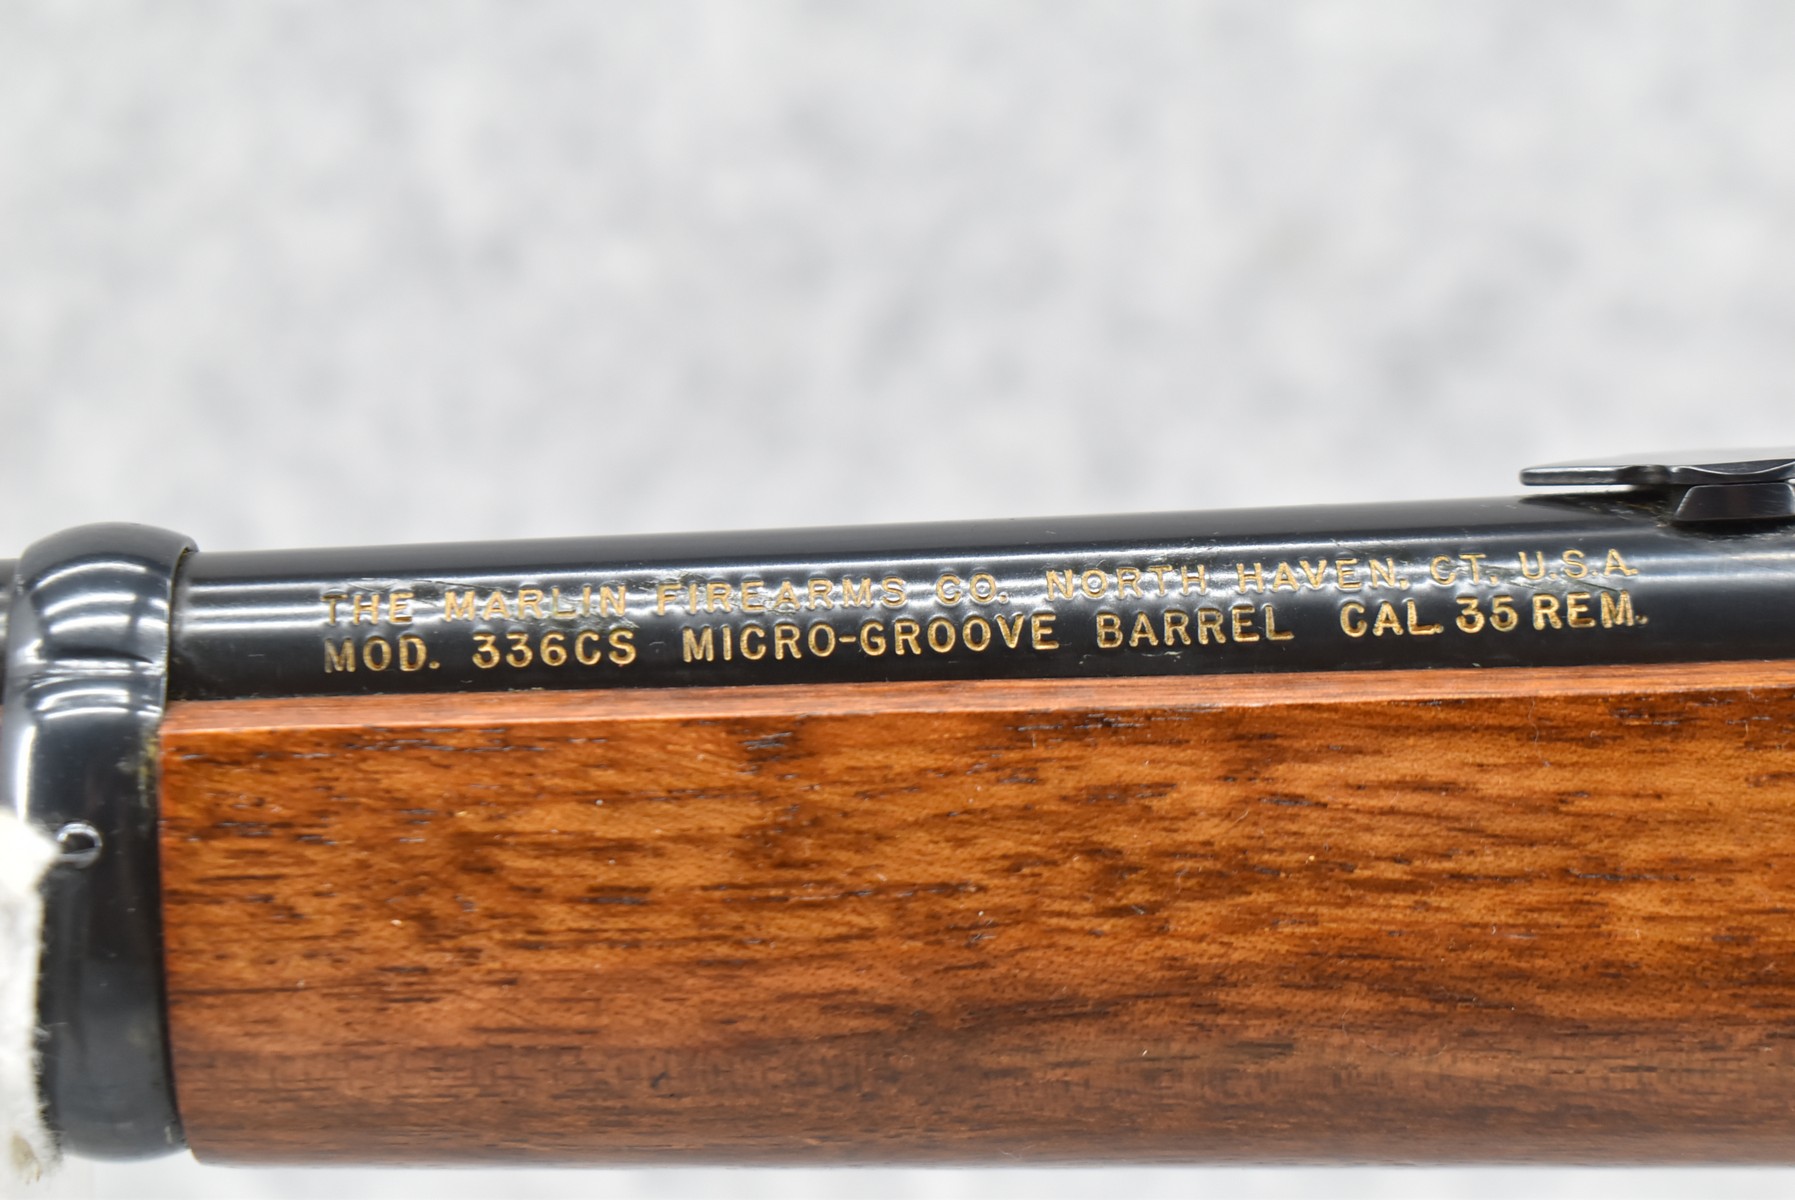 THE MARLIN FIREARMS CO. NORTH HAVEN, CT. U.S.A.
MOD. 336CS MICRO-GROOVE BARREL CAL. 35 REM.